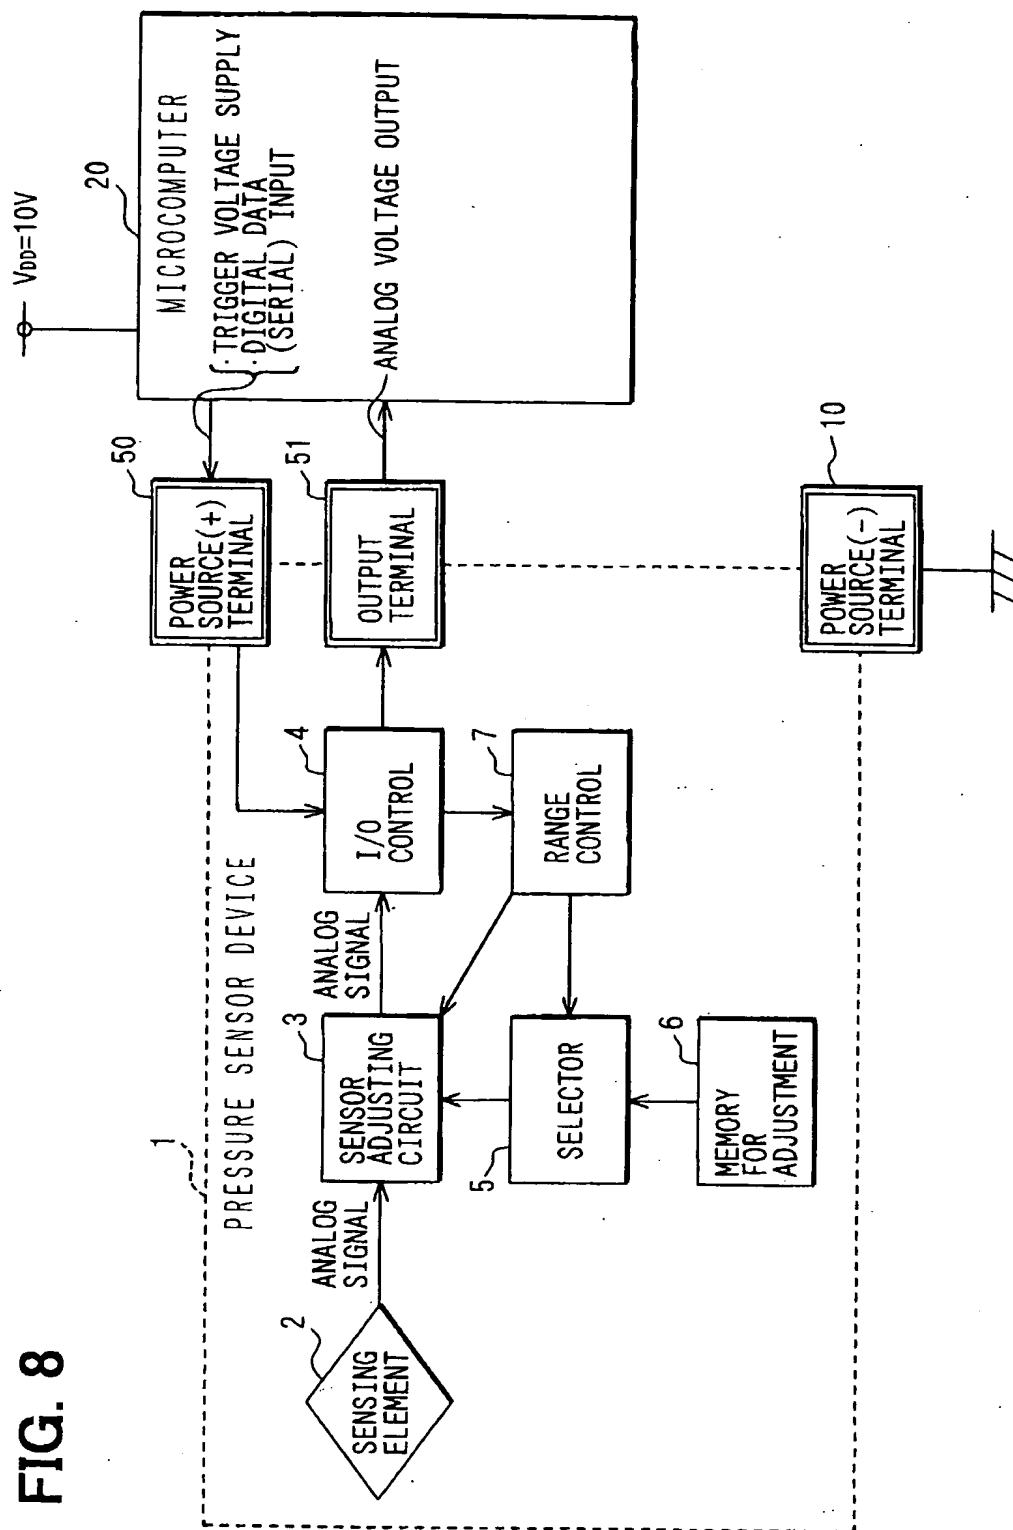 FIG. 8
1
PRESSURE SENSOR DEVICE
2
SENSING
ELEMENT
ANALOG
SIGNAL
3
SENSOR
ADJUSTING
CIRCUIT
ANALOG
SIGNAL
4
I/O
CONTROL
5
SELECTOR
6
MEMORY
FOR
ADJUSTMENT
7
RANGE
CONTROL
50
POWER
SOURCE(+)
TERMINAL
51
OUTPUT
TERMINAL
10
POWER
SOURCE(-)
TERMINAL
VDD=10V
20
MICROCOMPUTER
·TRIGGER VOLTAGE SUPPLY
·DIGITAL DATA
(SERIAL) INPUT
ANALOG VOLTAGE OUTPUT